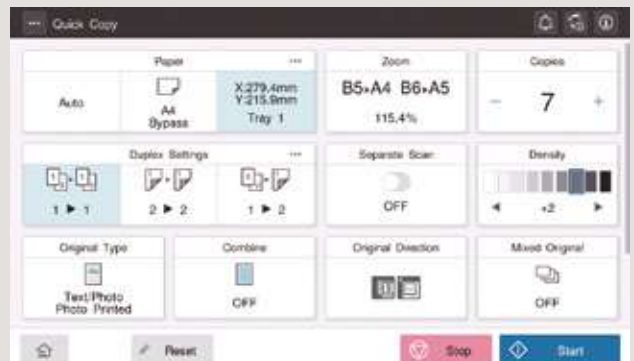 Quick Copy
Paper
Zoom
Copies
Auto
A4
Bypass
X:279.4mm
Y:215.9mm
Tray 1
B5▸A4 B6▸A5
115.4%
- 7 +
Duplex Settings
Separate Scan
Density
1 ▶ 1
2 ▶ 2
1 ▶ 2
OFF
◀ +2 ▶
Original Type
Combine
Original Direction
Mixed Original
Text/Photo
Photo Printed
OFF
OFF
Reset
Stop
Start